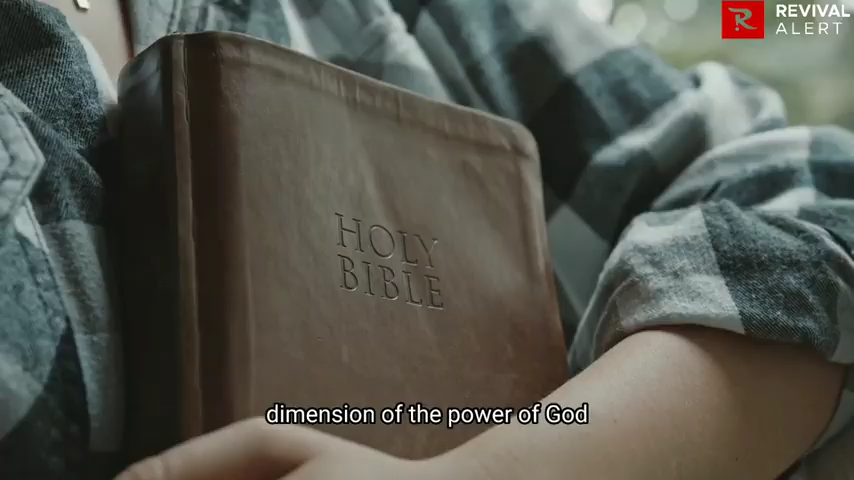 REVIVAL
ALERT
HOLY
BIBLE
dimension of the power of God